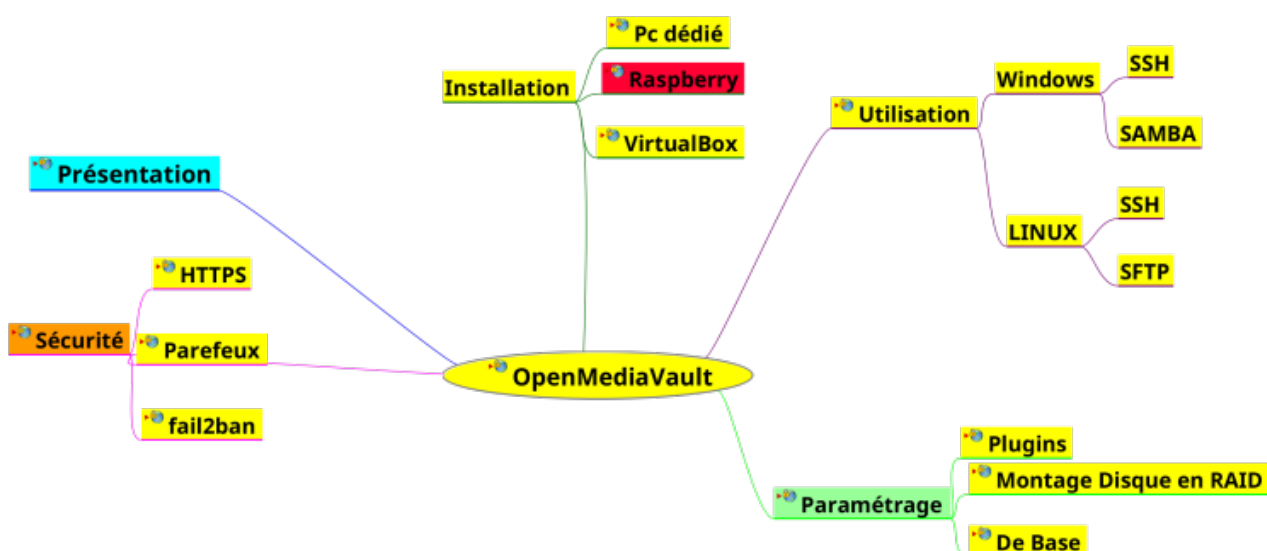 Pc dédié
Installation
Raspberry
VirtualBox
Présentation
HTTPS
Sécurité
Parefeux
fail2ban
OpenMediaVault
Utilisation
Windows
SSH
SAMBA
LINUX
SSH
SFTP
Paramétrage
Plugins
Montage Disque en RAID
De Base